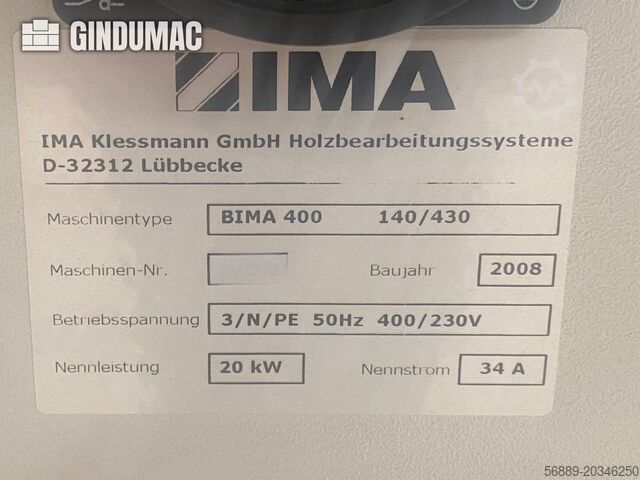 GINDUMAC
IMA
IMA Klessmann GmbH Holzbearbeitungssysteme
D-32312 Lübbecke
Maschinentype BIMA 400 140/430
Maschinen-Nr. Baujahr 2008
Betriebsspannung 3/N/PE 50Hz 400/230V
Nennleistung 20 kW Nennstrom 34 A
56889-20346250